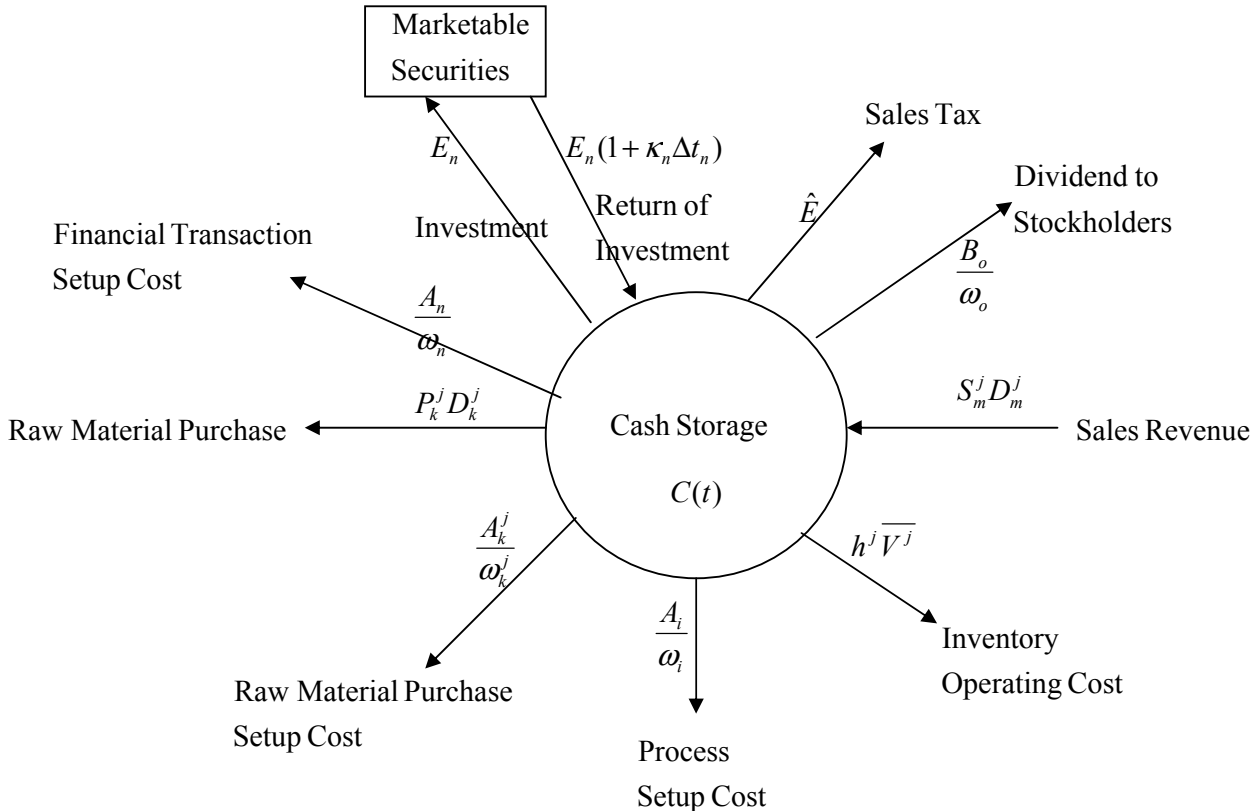 Marketable
Securities
E_n
E_n(1 + κ_nΔt_n)
Investment
Return of
Investment
Sales Tax
Ê
Dividend to
Stockholders
B_o
ω_o
Financial Transaction
Setup Cost
A_n
ω_n
P_k^j D_k^j
Raw Material Purchase
Cash Storage
C(t)
S_m^j D_m^j
Sales Revenue
A_k^j
ω_k^j
Raw Material Purchase
Setup Cost
A_i
ω_i
Process
Setup Cost
h^j V̅^j̅
Inventory
Operating Cost